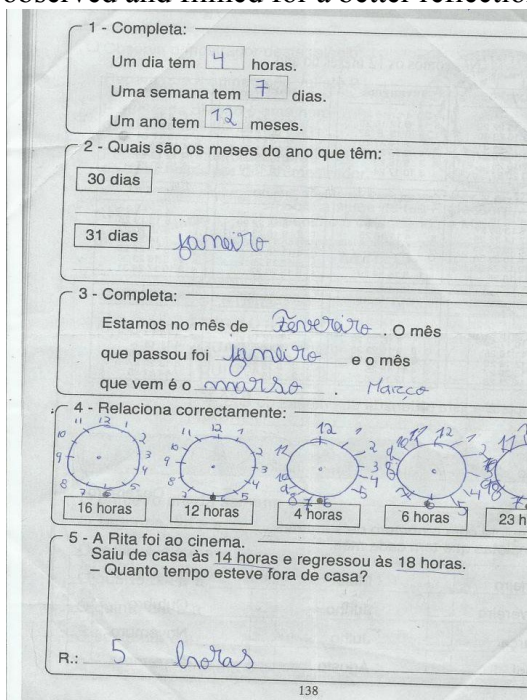 observed and filmed for a better reflection
1 - Completa:
Um dia tem 4 horas.
Uma semana tem 7 dias.
Um ano tem 12 meses.
2 - Quais são os meses do ano que têm:
30 dias
31 dias janeiro
3 - Completa:
Estamos no mês de Fevereiro. O mês
que passou foi janeiro e o mês
que vem é o marso. Março
4 - Relaciona correctamente:
16 horas 12 horas 4 horas 6 horas 23 h
5 - A Rita foi ao cinema.
Saiu de casa às 14 horas e regressou às 18 horas.
– Quanto tempo esteve fora de casa?
R.: 5 horas
138